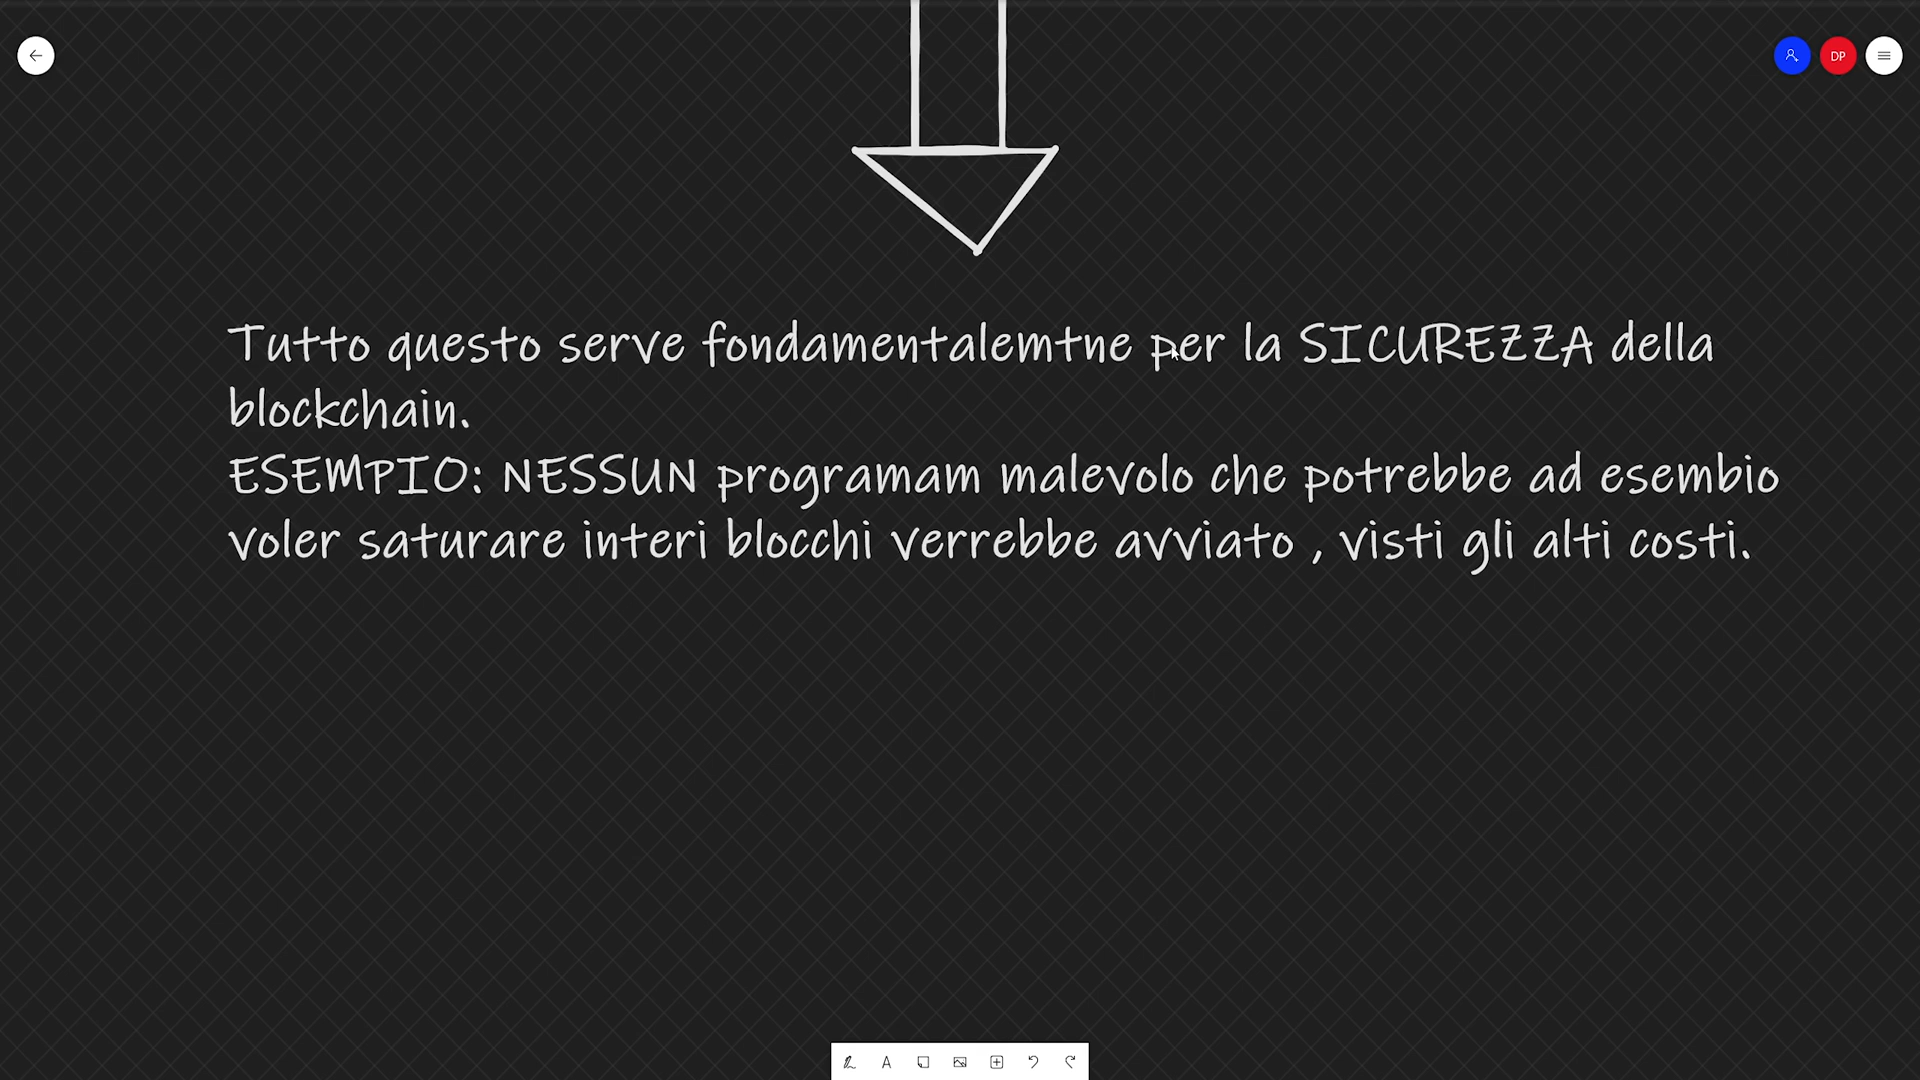 DP
Tutto questo serve fondamentalemtne per la SICUREZZA della
blockchain.
ESEMPIO: NESSUN programam malevolo che potrebbe ad esembio
voler saturare interi blocchi verrebbe avviato , visti gli alti costi.